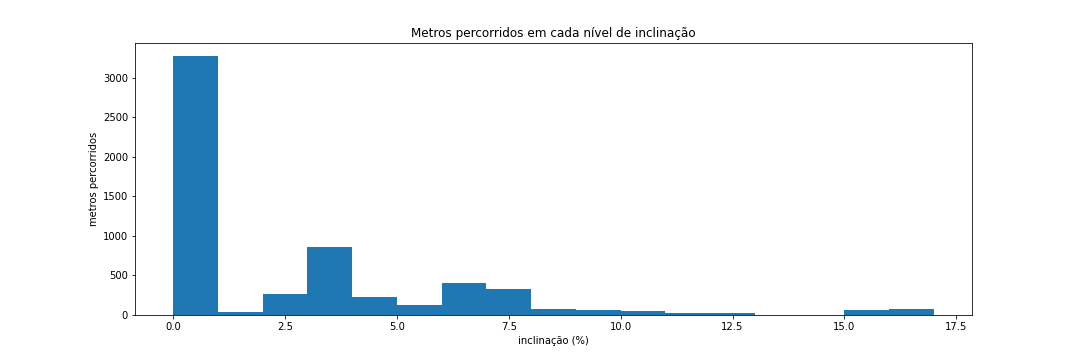 Metros percorridos em cada nível de inclinação
metros percorridos
3000
2500
2000
1500
1000
500
0
0.0 2.5 5.0 7.5 10.0 12.5 15.0 17.5
inclinação (%)